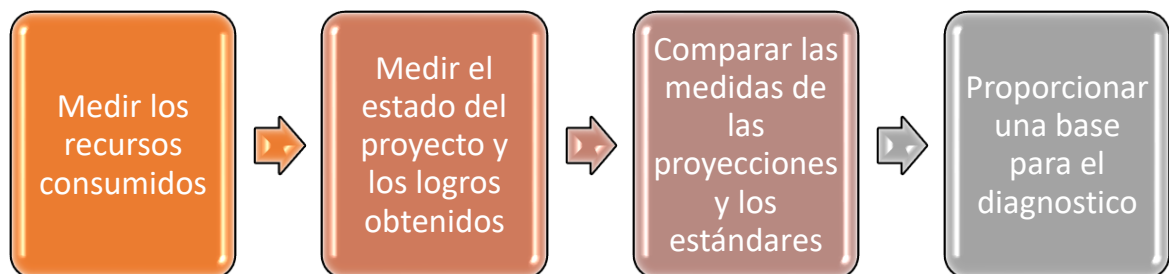 Medir los
recursos
consumidos
Medir el
estado del
proyecto y
los logros
obtenidos
Comparar las
medidas de
las
proyecciones
y los
estándares
Proporcionar
una base
para el
diagnostico